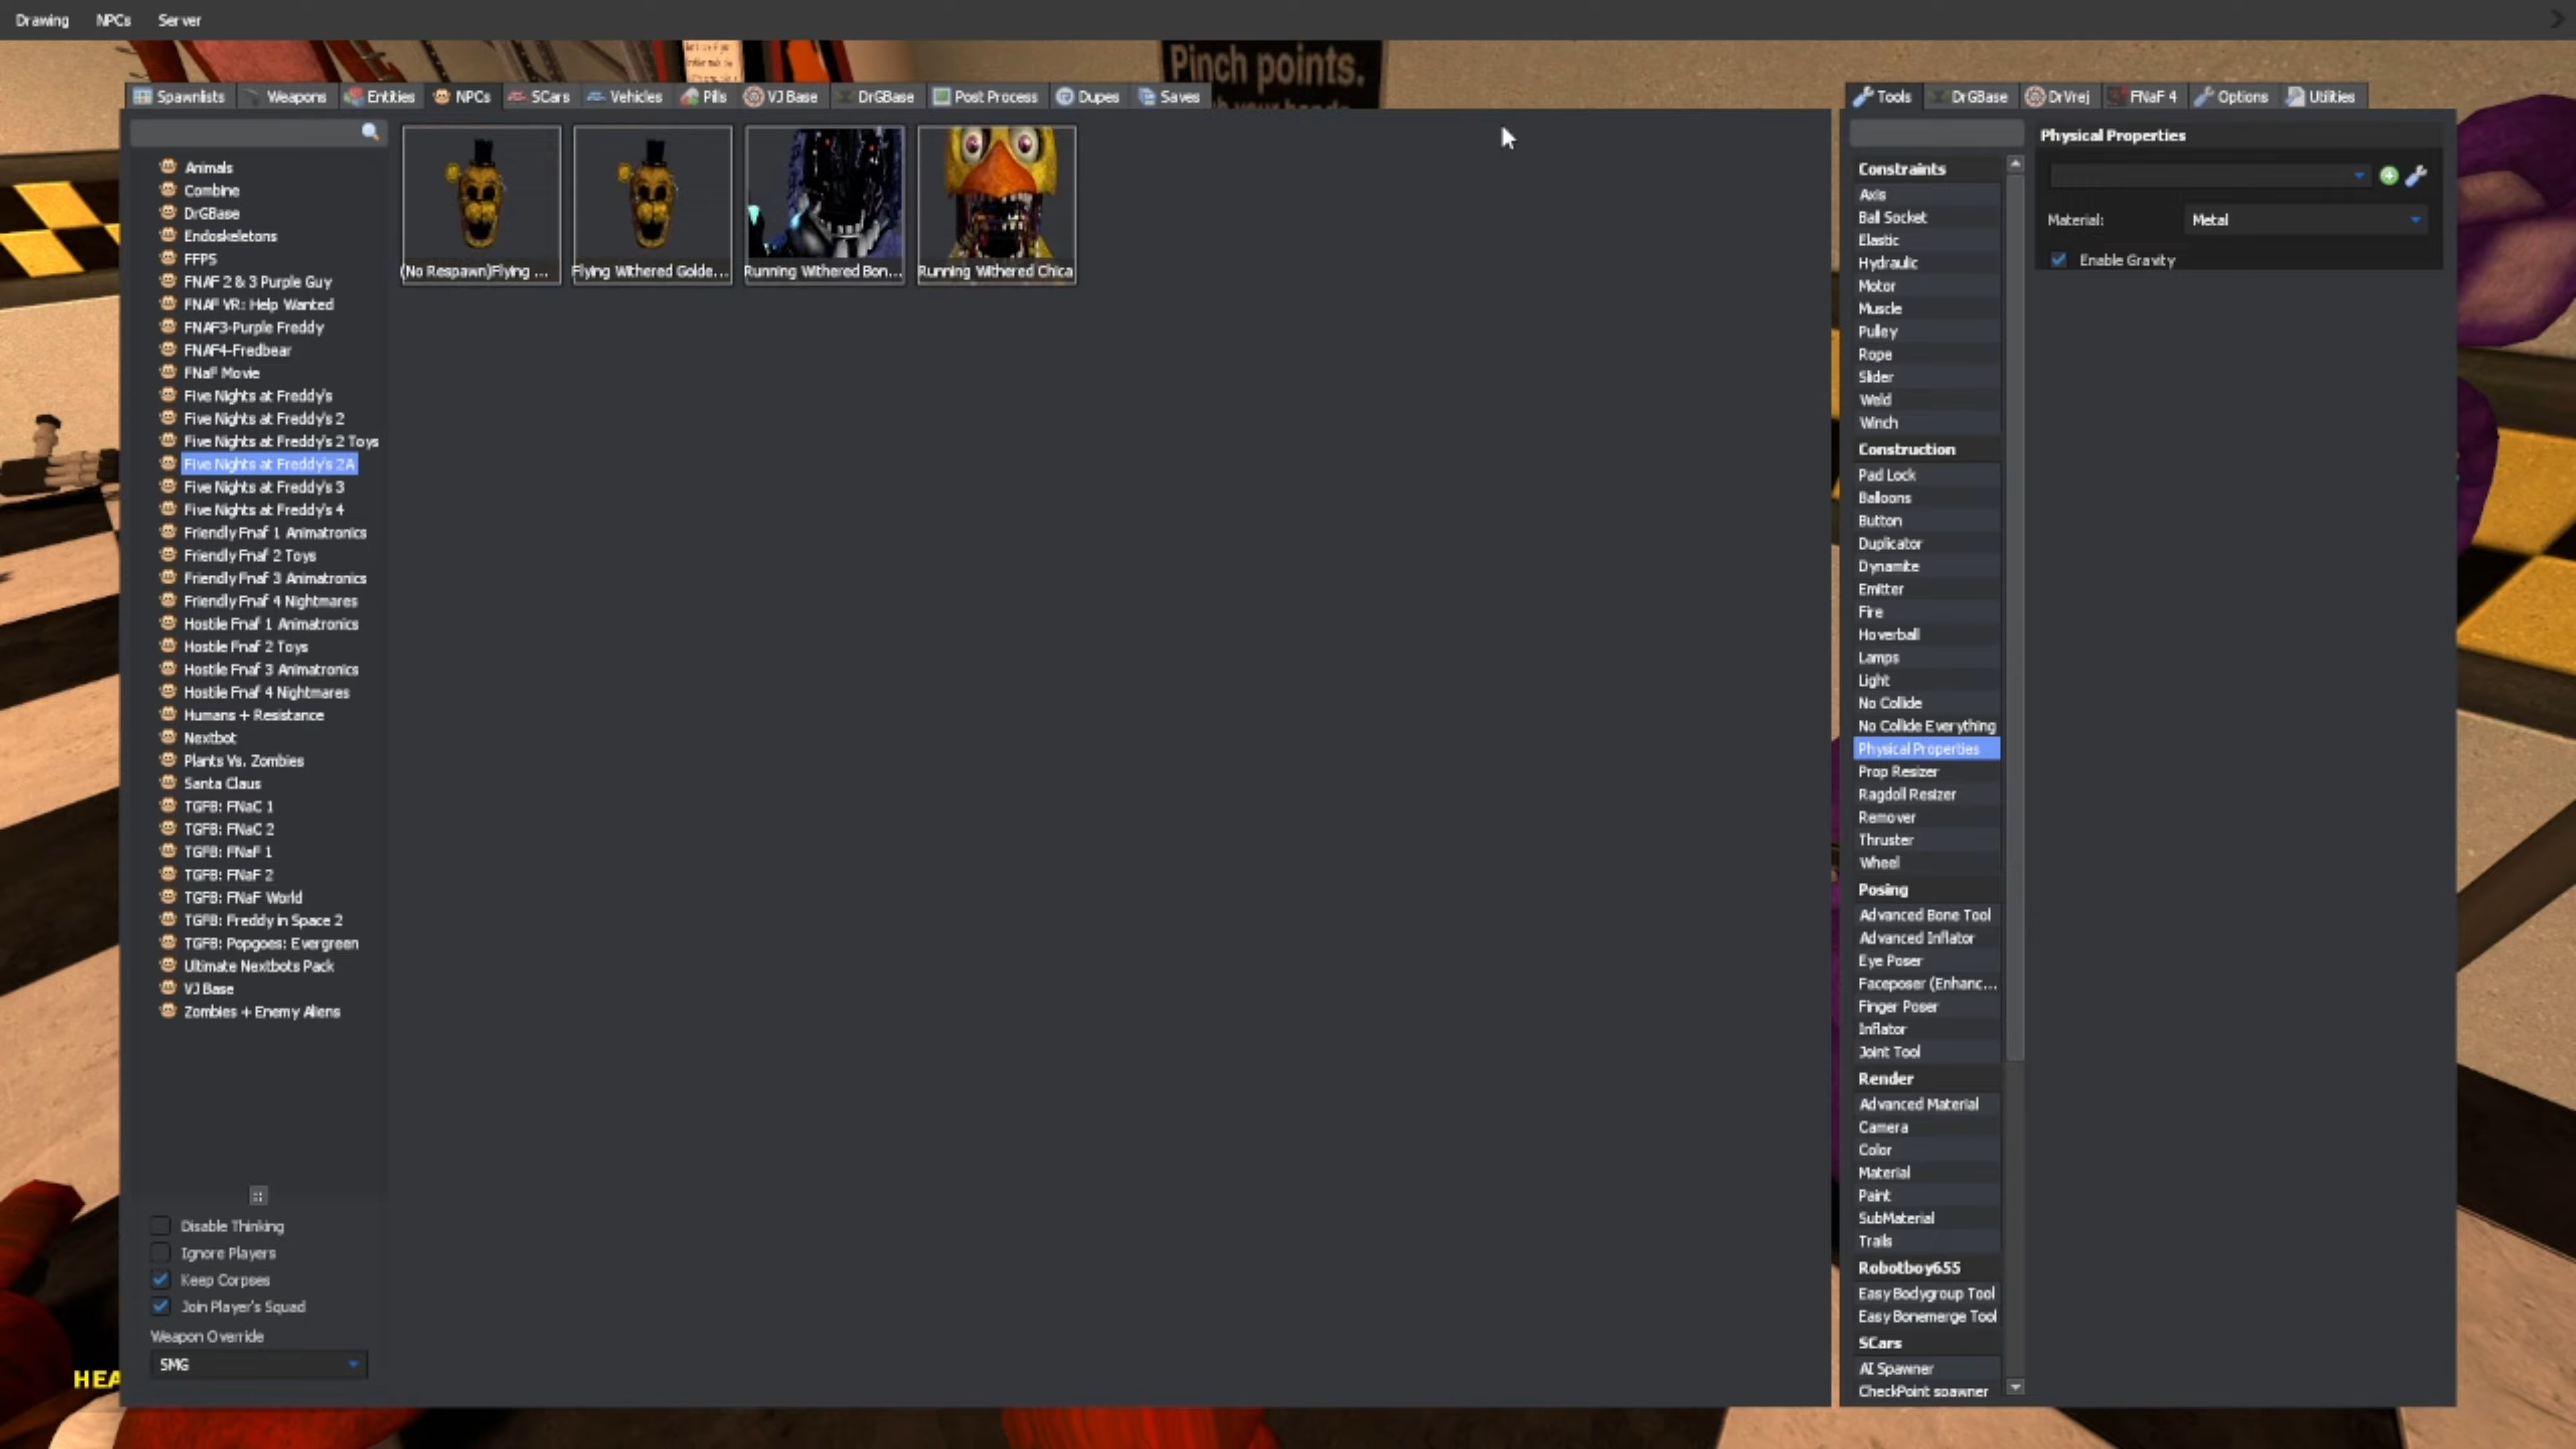 Drawing NPCs Server
Pinch points.
Spawnlists Weapons Entities NPCs SCars Vehicles Pills VJ Base DrGBase Post Process Dupes Saves
Animals
Combine
DrGBase
Endoskeletons
FFPS
FNAF 2 & 3 Purple Guy
FNAF VR: Help Wanted
FNAF3-Purple Freddy
FNAF4-Fredbear
FNaF Movie
Five Nights at Freddy's
Five Nights at Freddy's 2
Five Nights at Freddy's 2 Toys
Five Nights at Freddy's 2A
Five Nights at Freddy's 3
Five Nights at Freddy's 4
Friendly Fnaf 1 Animatronics
Friendly Fnaf 2 Toys
Friendly Fnaf 3 Animatronics
Friendly Fnaf 4 Nightmares
Hostile Fnaf 1 Animatronics
Hostile Fnaf 2 Toys
Hostile Fnaf 3 Animatronics
Hostile Fnaf 4 Nightmares
Humans + Resistance
Nextbot
Plants Vs. Zombies
Santa Claus
TGFB: FNaC 1
TGFB: FNaC 2
TGFB: FNaF 1
TGFB: FNaF 2
TGFB: FNaF World
TGFB: Freddy in Space 2
TGFB: Popgoes: Evergreen
Ultimate Nextbots Pack
VJ Base
Zombies + Enemy Aliens
Disable Thinking
Ignore Players
Keep Corpses
Join Player's Squad
Weapon Override
SMG
HEA
(No Respawn)Flying ...
Flying Withered Golde...
Running Withered Bon...
Running Withered Chica
Tools DrGBase DrVrej FNaF 4 Options Utilities
Constraints
Axis
Ball Socket
Elastic
Hydraulic
Motor
Muscle
Pulley
Rope
Slider
Weld
Winch
Construction
Pad Lock
Balloons
Button
Duplicator
Dynamite
Emitter
Fire
Hoverball
Lamps
Light
No Collide
No Collide Everything
Physical Properties
Prop Resizer
Ragdoll Resizer
Remover
Thruster
Wheel
Posing
Advanced Bone Tool
Advanced Inflator
Eye Poser
Faceposer (Enhanc...
Finger Poser
Inflator
Joint Tool
Render
Advanced Material
Camera
Color
Material
Paint
SubMaterial
Trails
Robotboy655
Easy Bodygroup Tool
Easy Bonemerge Tool
SCars
AI Spawner
CheckPoint spawner
Physical Properties
Material: Metal
Enable Gravity